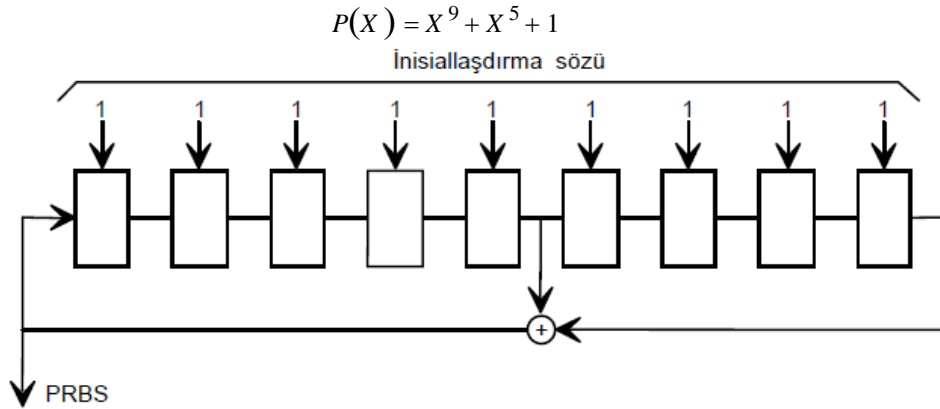 P(X) = X⁹ + X⁵ + 1
İnisiallaşdırma sözü
1 1 1 1 1 1 1 1 1
+
PRBS